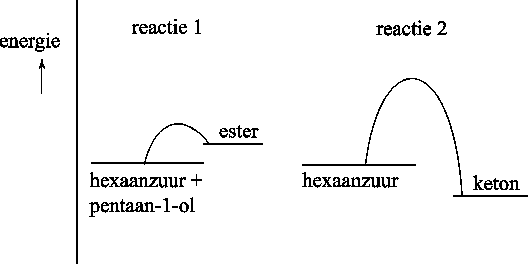 reactie 1
reactie 2
energie
ester
hexaanzuur +
pentaan-1-ol
hexaanzuur
keton